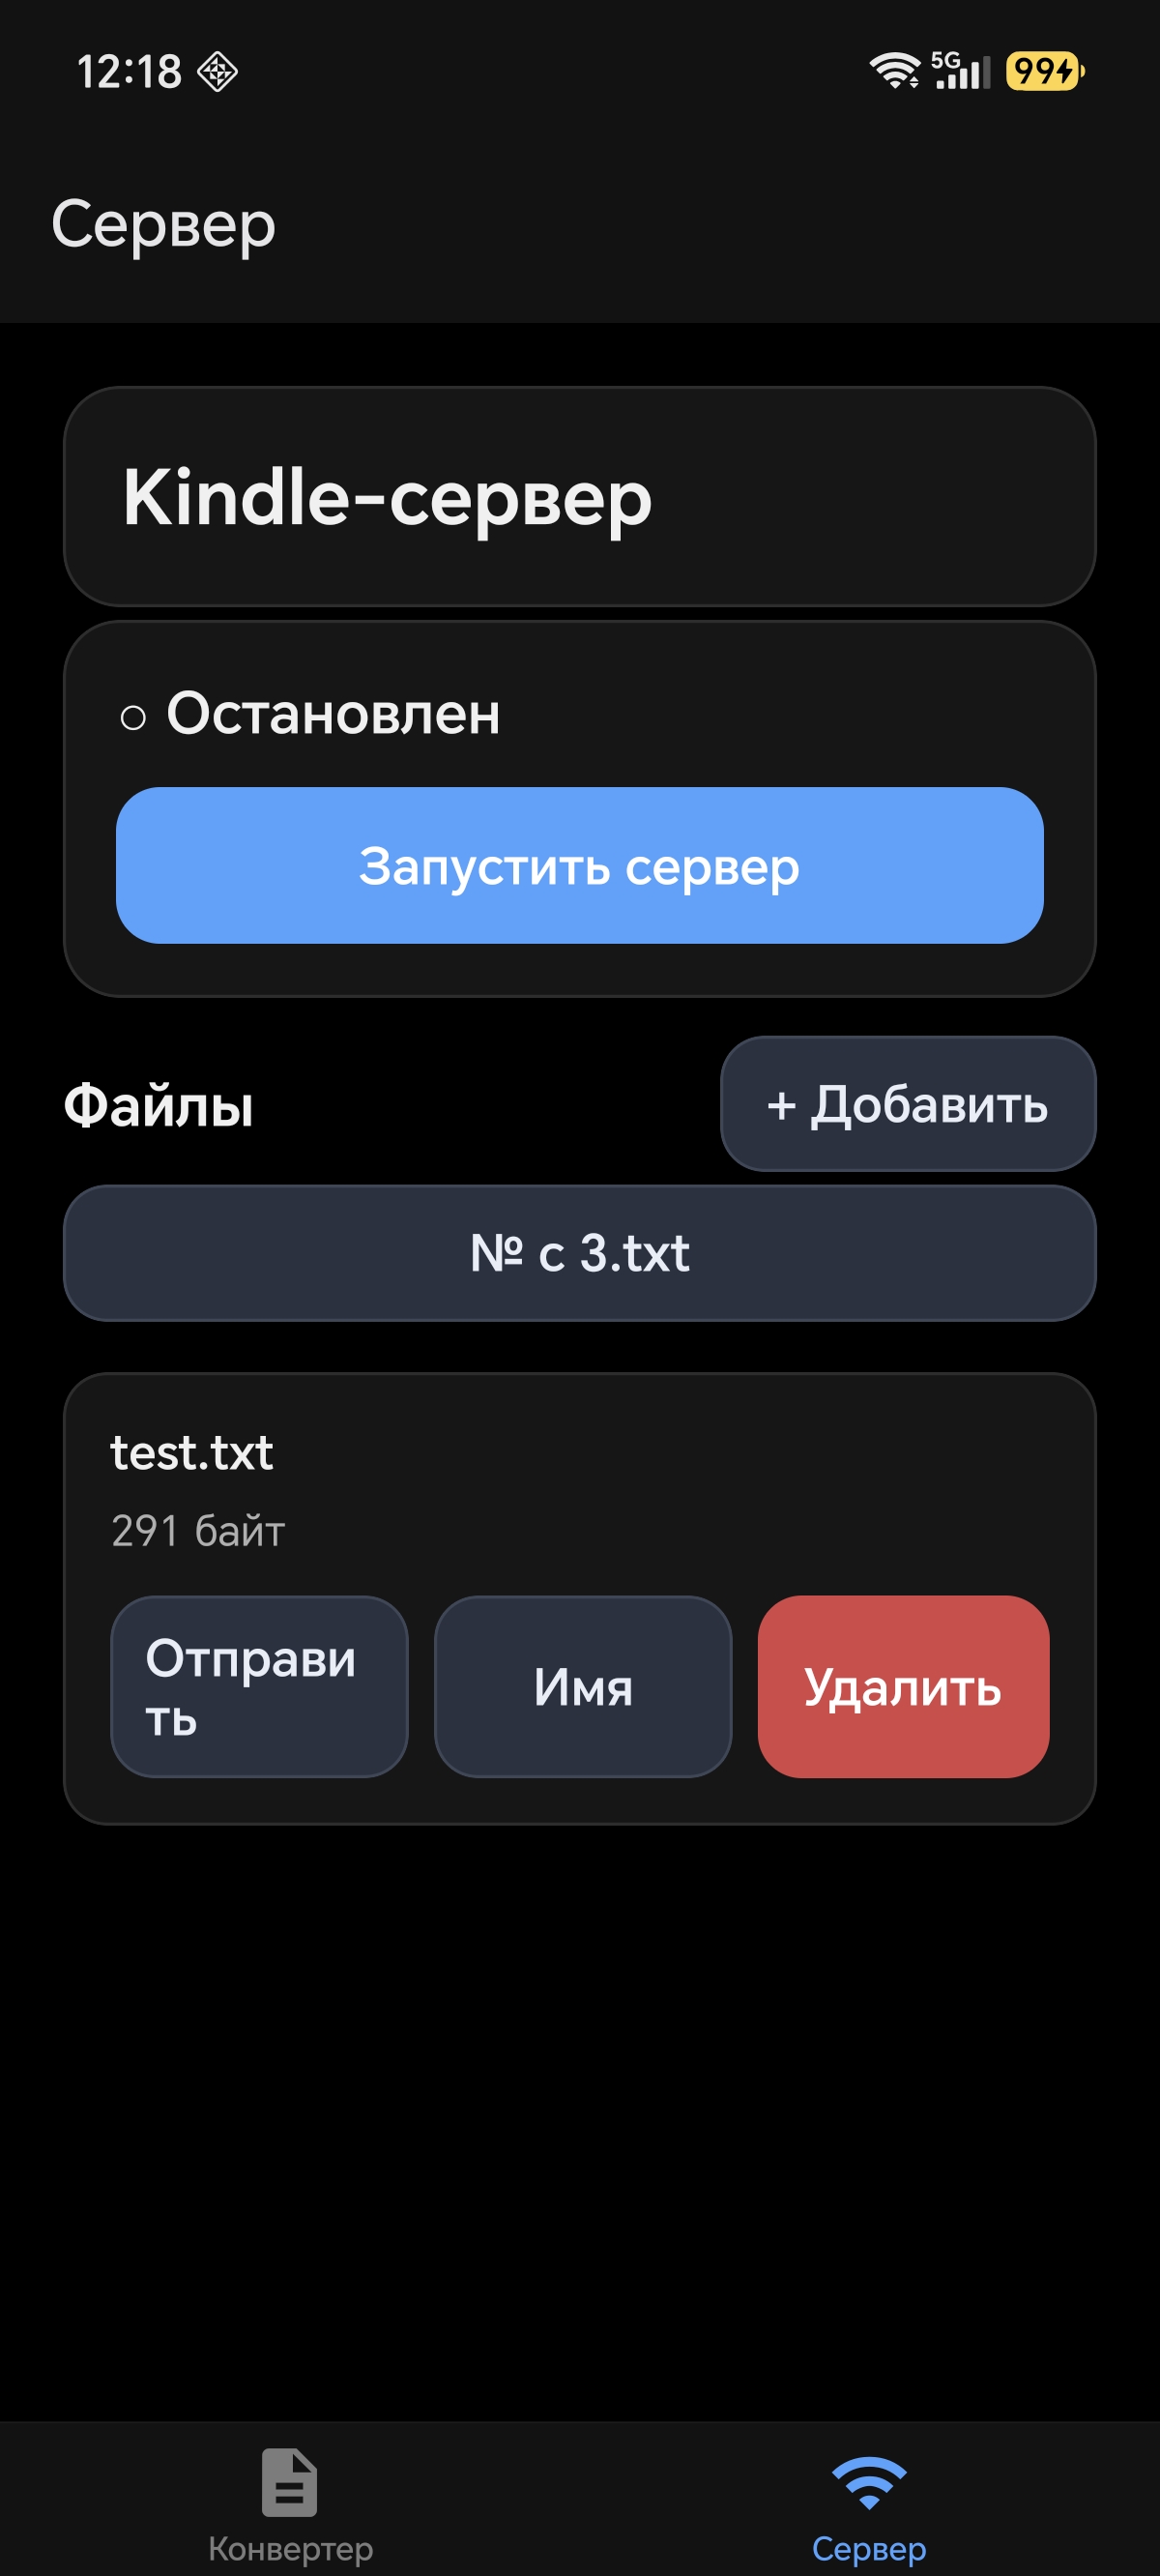 12:18
5G
99
Сервер
Kindle-сервер
○ Остановлен
Запустить сервер
Файлы
+ Добавить
№ с 3.txt
test.txt
291 байт
Отправи
ть
Имя
Удалить
Конвертер
Сервер